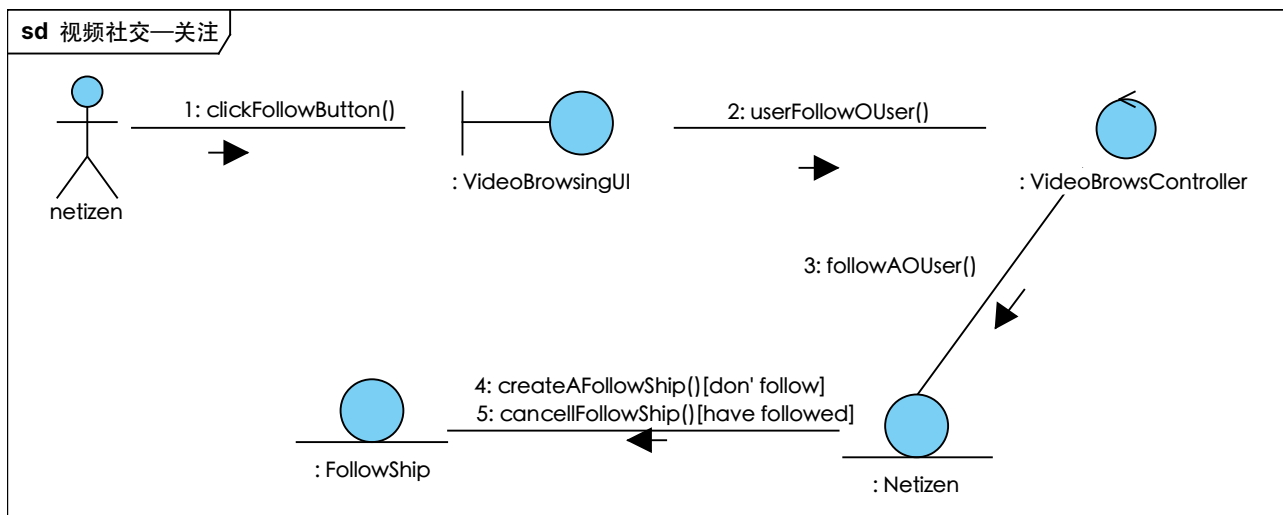 sd 视频社交—关注
1: clickFollowButton()
2: userFollowOUser()
: VideoBrowsingUI
: VideoBrowsController
netizen
3: followAOUser()
4: createAFollowShip()[don' follow]
5: cancellFollowShip()[have followed]
: FollowShip
: Netizen